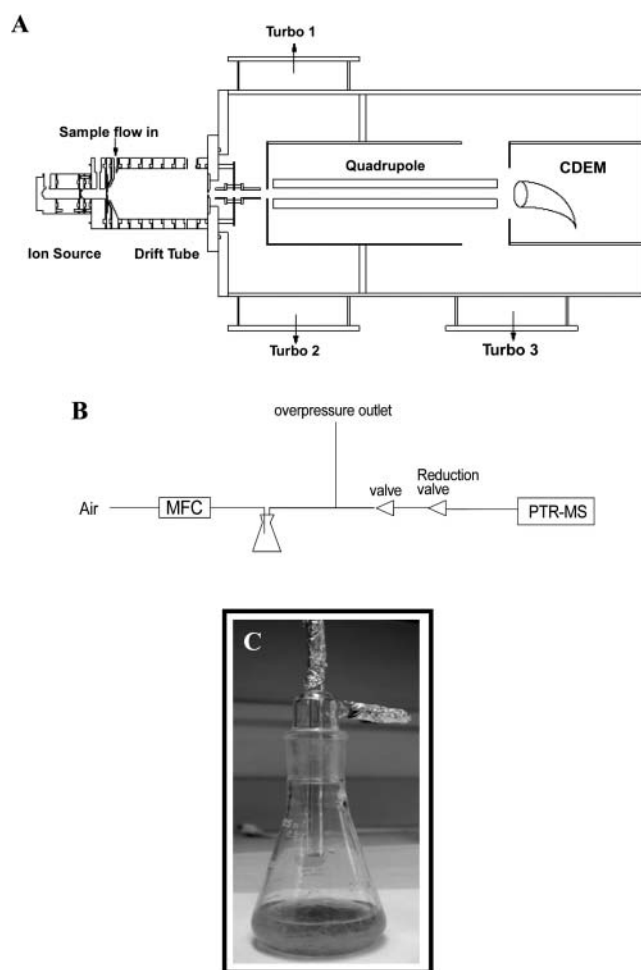 A
Turbo 1
Sample flow in
Quadrupole
CDEM
Ion Source
Drift Tube
Turbo 2
Turbo 3
B
overpressure outlet
Reduction
valve
valve
Air
MFC
PTR-MS
C